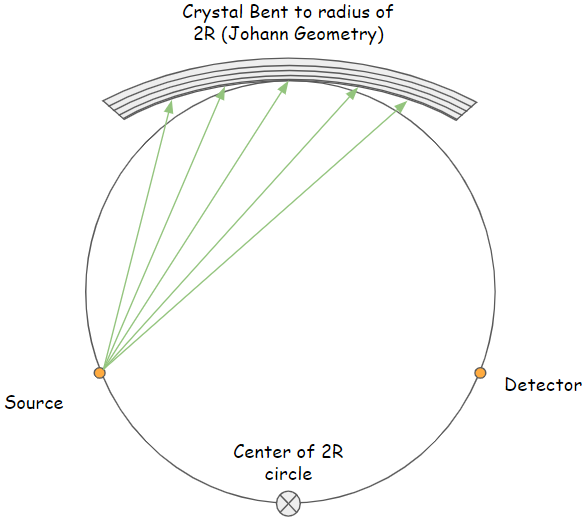 Crystal Bent to radius of
2R (Johann Geometry)
Source
Detector
Center of 2R
circle